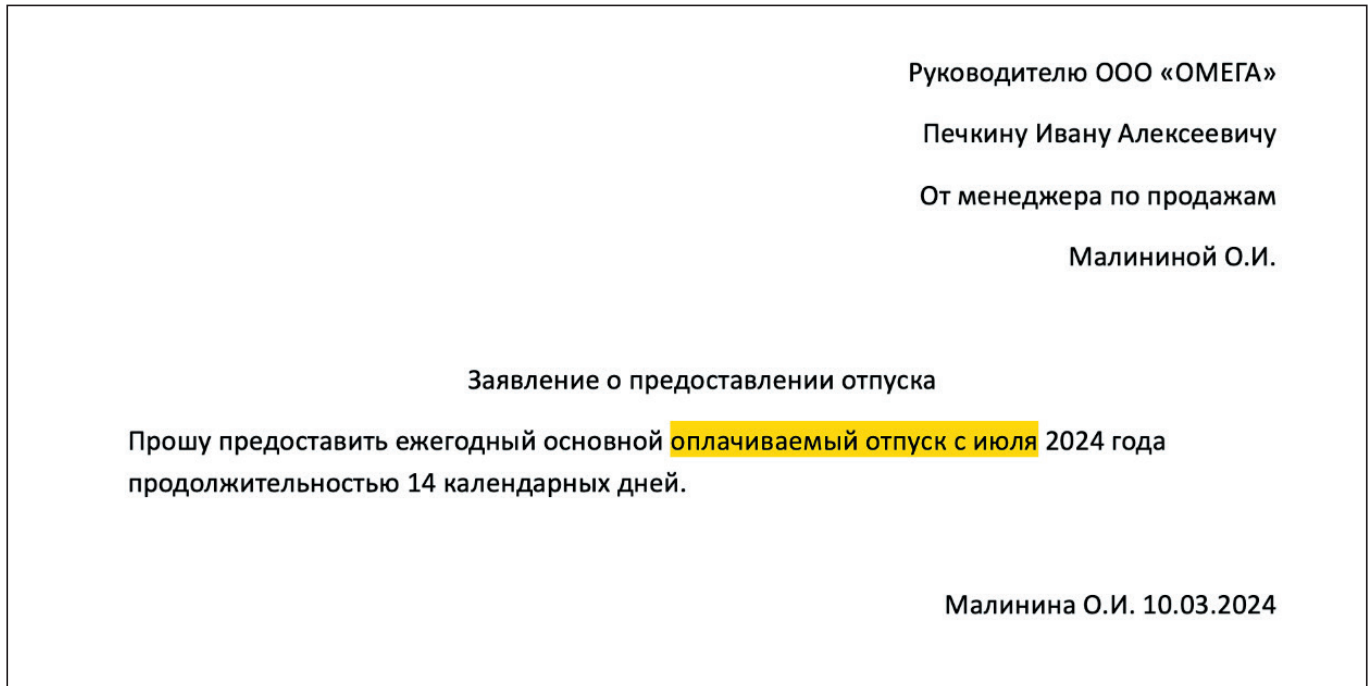 Руководителю ООО «ОМЕГА»
Печкину Ивану Алексеевичу
От менеджера по продажам
Малининой О.И.
Заявление о предоставлении отпуска
Прошу предоставить ежегодный основной оплачиваемый отпуск с июля 2024 года
продолжительностью 14 календарных дней.
Малинина О.И. 10.03.2024